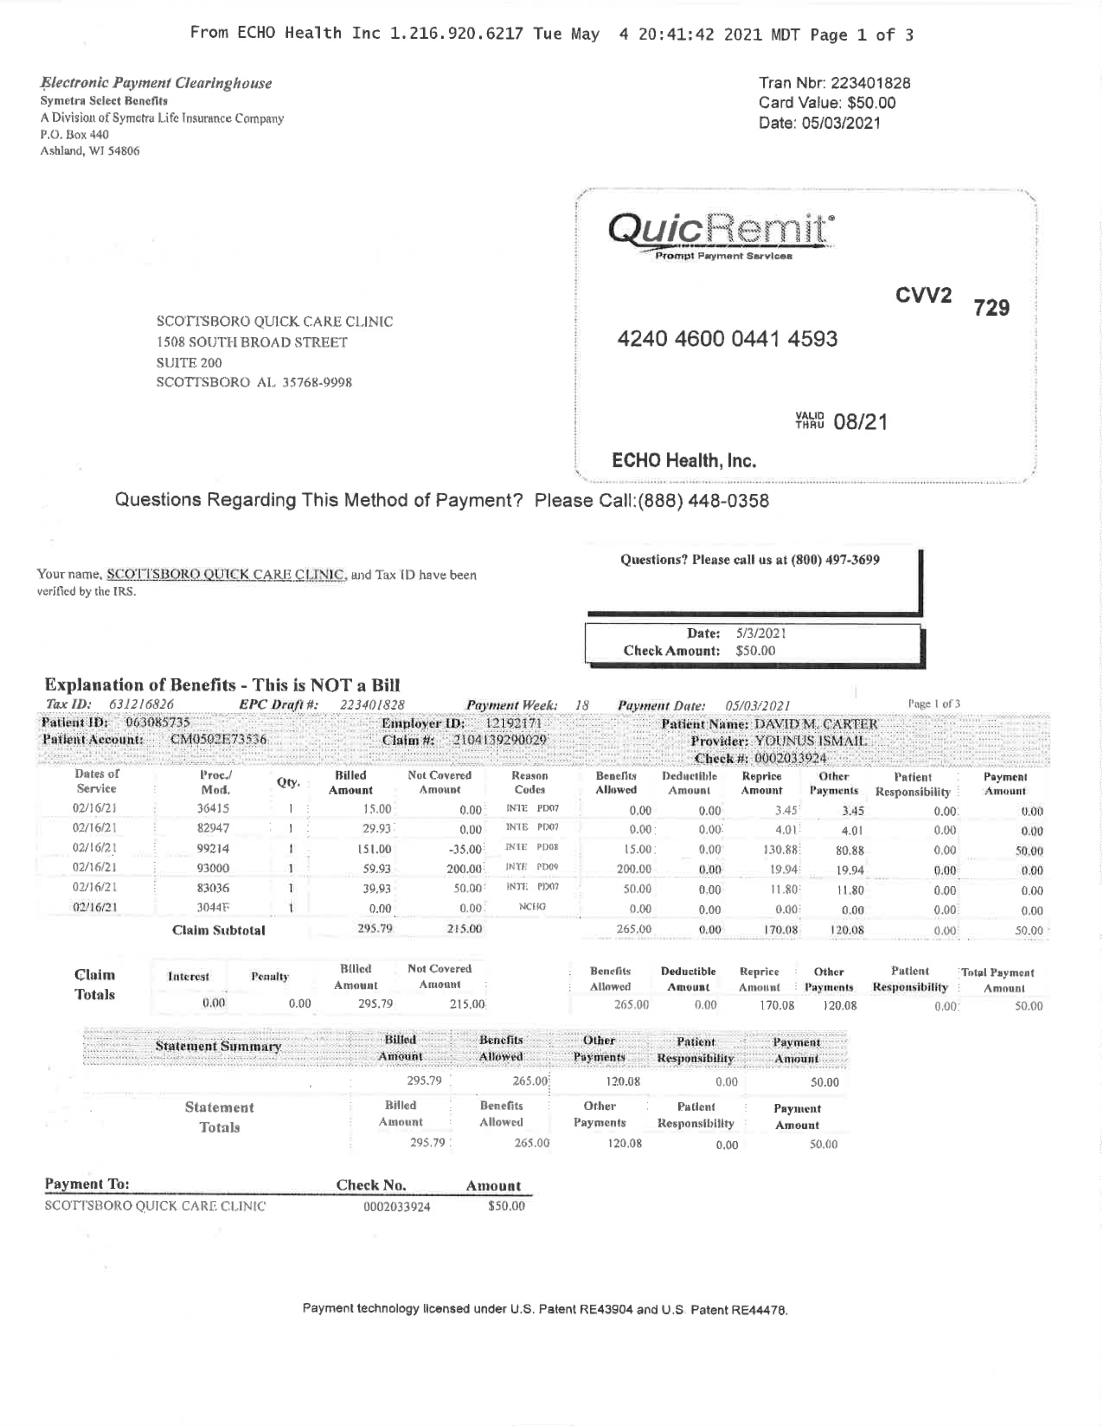 From ECHO Health Inc 1.216.920.6217 Tue May 4 20:41:42 2021 MDT Page 1 of 3
Electronic Payment Clearinghouse
Symetra Select Benefits
A Division of Symetra Life Insurance Company
P.O. Box 440
Ashland, WI 54806
Tran Nbr: 223401828
Card Value: $50.00
Date: 05/03/2021
QuicRemit®
Prompt Payment Services
CVV2 729
4240 4600 0441 4593
VALID THRU 08/21
ECHO Health, Inc.
SCOTTSBORO QUICK CARE CLINIC
1508 SOUTH BROAD STREET
SUITE 200
SCOTTSBORO AL 35768-9998
Questions Regarding This Method of Payment? Please Call:(888) 448-0358
Your name, SCOTTSBORO QUICK CARE CLINIC, and Tax ID have been
verified by the IRS.
Questions? Please call us at (800) 497-3699
Date: 5/3/2021
Check Amount: $50.00
Explanation of Benefits - This is NOT a Bill
Tax ID: 631216826 EPC Draft #: 223401828 Payment Week: 18 Payment Date: 05/03/2021 Page 1 of 3
Patient ID: 063085735 Employer ID: 12192171 Patient Name: DAVID M. CARTER
Patient Account: CM0502E73536 Claim #: 2104139290029 Provider: YOUNUS ISMAIL
Check #: 0002033924
Dates of Service Proc./ Mod. Qty. Billed Amount Not Covered Amount Reason Codes Benefits Allowed Deductible Amount Reprice Amount Other Payments Patient Responsibility Payment Amount
02/16/21 36415 1 15.00 0.00 INTE PD07 0.00 0.00 3.45 3.45 0.00 0.00
02/16/21 82947 1 29.93 0.00 INTE PD07 0.00 0.00 4.01 4.01 0.00 0.00
02/16/21 99214 1 151.00 -35.00 INTE PD08 15.00 0.00 130.88 80.88 0.00 50.00
02/16/21 93000 1 59.93 200.00 INTE PD09 200.00 0.00 19.94 19.94 0.00 0.00
02/16/21 83036 1 39.93 50.00 INTE PD07 50.00 0.00 11.80 11.80 0.00 0.00
02/16/21 3044F 1 0.00 0.00 NCHG 0.00 0.00 0.00 0.00 0.00 0.00
Claim Subtotal 295.79 215.00 265.00 0.00 170.08 120.08 0.00 50.00
Claim Totals Interest Penalty Billed Amount Not Covered Amount Benefits Allowed Deductible Amount Reprice Amount Other Payments Patient Responsibility Total Payment Amount
0.00 0.00 295.79 215.00 265.00 0.00 170.08 120.08 0.00 50.00
Statement Summary Billed Amount Benefits Allowed Other Payments Patient Responsibility Payment Amount
295.79 265.00 120.08 0.00 50.00
Statement Totals Billed Amount Benefits Allowed Other Payments Patient Responsibility Payment Amount
295.79 265.00 120.08 0.00 50.00
Payment To: Check No. Amount
SCOTTSBORO QUICK CARE CLINIC 0002033924 $50.00
Payment technology licensed under U.S. Patent RE43904 and U.S. Patent RE44478.